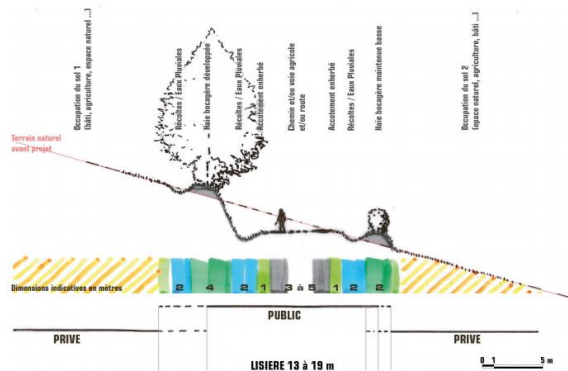 Occupation du sol 1
(bâti, agriculture, espace naturel ...)
Récoltes / Eaux Pluviales
Haie bocagère développée
Récoltes / Eaux Pluviales
Accotement enherbé
Chemin et/ou voie agricole
et/ou route
Accotement enherbé
Récoltes / Eaux Pluviales
Haie bocagère maintenue basse
Occupation du sol 2
(espace naturel, agriculture, bâti ...)
Terrain naturel
avant projet
Dimensions indicatives en mètres
2 4 2 1 3 à 5 1 2 2
PUBLIC
PRIVE
PRIVE
LISIERE 13 à 19 m
0 1 5 m